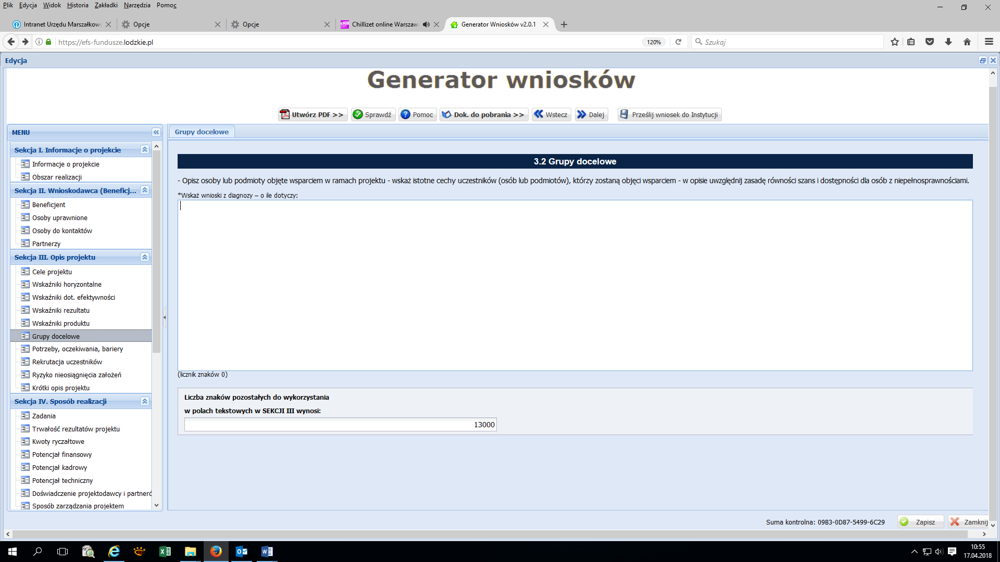 Plik Edycja Widok Historia Zakładki Narzędzia Pomoc
Intranet Urzędu Marszałkow
Opcje
Opcje
Chillizet online Warszawa
Generator Wniosków v2.0.1
https://efs-fundusze.lodzkie.pl
120%
Szukaj
Edycja
Generator wniosków
Utwórz PDF >>
Sprawdź
Pomoc
Dok. do pobrania >>
Wstecz
Dalej
Prześlij wniosek do Instytucji
MENU
Sekcja I. Informacje o projekcie
Informacje o projekcie
Obszar realizacji
Sekcja II. Wnioskodawca (Beneficj...
Beneficjent
Osoby uprawnione
Osoby do kontaktów
Partnerzy
Sekcja III. Opis projektu
Cele projektu
Wskaźniki horyzontalne
Wskaźniki dot. efektywności
Wskaźniki rezultatu
Wskaźniki produktu
Grupy docelowe
Potrzeby, oczekiwania, bariery
Rekrutacja uczestników
Ryzyko nieosiągnięcia założeń
Krótki opis projektu
Sekcja IV. Sposób realizacji
Zadania
Trwałość rezultatów projektu
Kwoty ryczałtowe
Potencjał finansowy
Potencjał kadrowy
Potencjał techniczny
Doświadczenie projektodawcy i partneró
Sposób zarządzania projektem
Grupy docelowe
3.2 Grupy docelowe
- Opisz osoby lub podmioty objęte wsparciem w ramach projektu - wskaż istotne cechy uczestników (osób lub podmiotów), którzy zostaną objęci wsparciem - w opisie uwzględnij zasadę równości szans i dostępności dla osób z niepełnosprawnościami.
*Wskaż wnioski z diagnozy – o ile dotyczy:
(licznik znaków 0)
Liczba znaków pozostałych do wykorzystania
w polach tekstowych w SEKCJI III wynosi:
13000
Suma kontrolna: 09B3-0D87-5499-6C29
Zapisz
Zamknij
10:55
17.04.2018